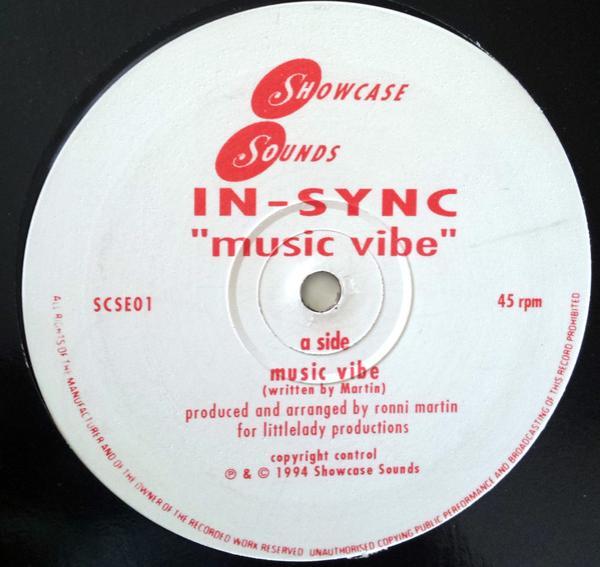 SHOWCASE
SOUNDS
IN-SYNC
"music vibe"
SCSE01
45 rpm
a side
music vibe
(written by Martin)
produced and arranged by ronni martin
for littlelady productions
copyright control
℗ & © 1994 Showcase Sounds
ALL RIGHTS OF THE MANUFACTURER AND OF THE OWNER OF THE RECORDED WORK RESERVED UNAUTHORISED COPYING PUBLIC PERFORMANCE AND BROADCASTING OF THIS RECORD PROHIBITED